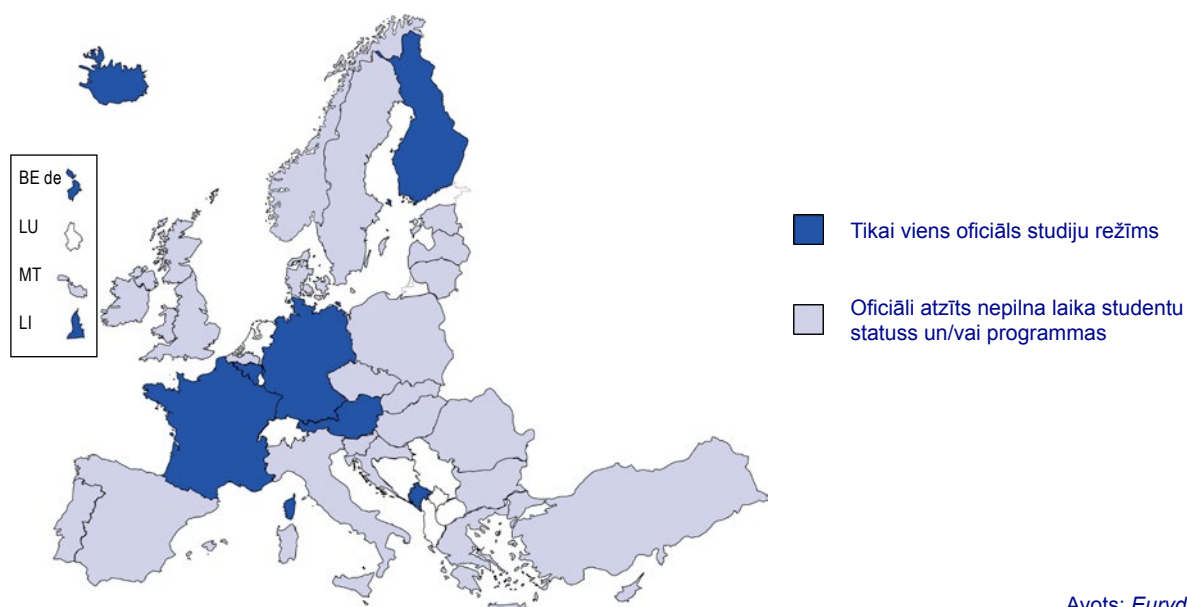 BE de
LU
MT
LI
Tikai viens oficiāls studiju režīms
Oficiāli atzīts nepilna laika studentu
statuss un/vai programmas
Avots: Euryd